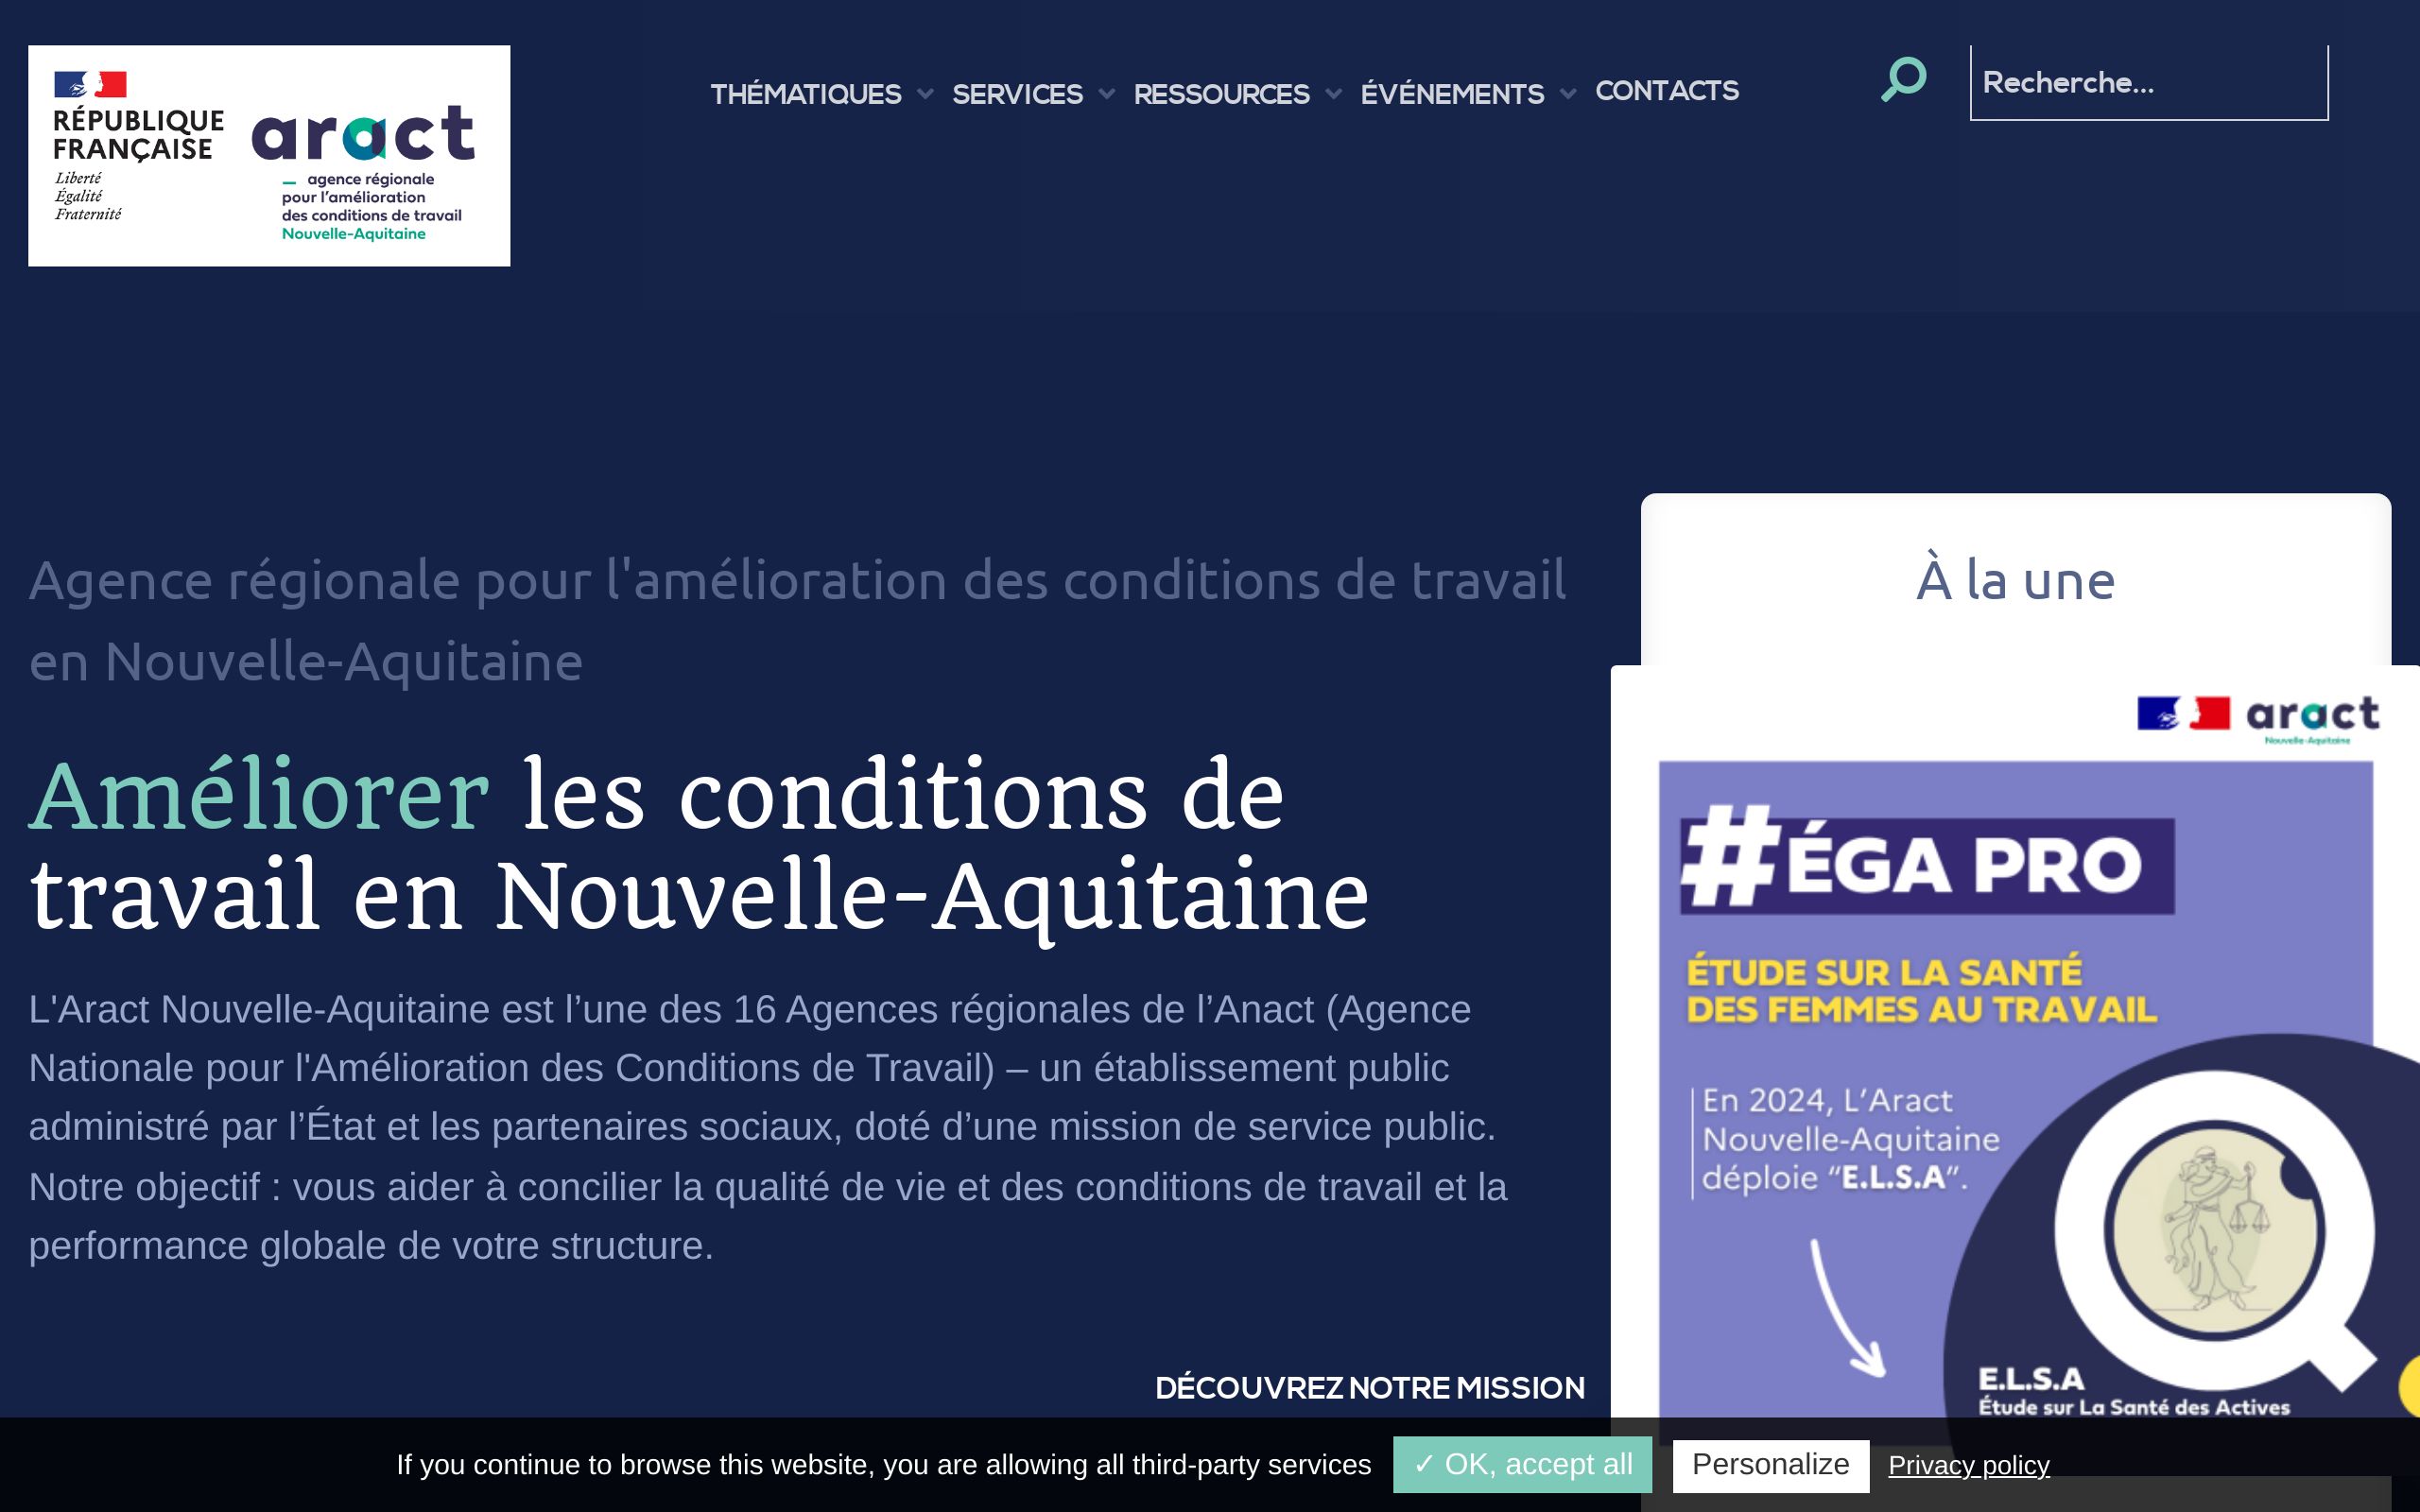 RÉPUBLIQUE
FRANÇAISE
Liberté
Égalité
Fraternité
aract
agence régionale
pour l’amélioration
des conditions de travail
Nouvelle-Aquitaine
THÉMATIQUES SERVICES RESSOURCES ÉVÉNEMENTS CONTACTS
Recherche...
Agence régionale pour l'amélioration des conditions de travail
en Nouvelle-Aquitaine
Améliorer les conditions de
travail en Nouvelle-Aquitaine
L'Aract Nouvelle-Aquitaine est l’une des 16 Agences régionales de l’Anact (Agence
Nationale pour l'Amélioration des Conditions de Travail) – un établissement public
administré par l’État et les partenaires sociaux, doté d’une mission de service public.
Notre objectif : vous aider à concilier la qualité de vie et des conditions de travail et la
performance globale de votre structure.
DÉCOUVREZ NOTRE MISSION
À la une
aract
Nouvelle-Aquitaine
#ÉGA PRO
ÉTUDE SUR LA SANTÉ
DES FEMMES AU TRAVAIL
En 2024, L’Aract
Nouvelle-Aquitaine
déploie “E.L.S.A”.
E.L.S.A
Étude sur La Santé des Actives
If you continue to browse this website, you are allowing all third-party services ✓ OK, accept all Personalize Privacy policy